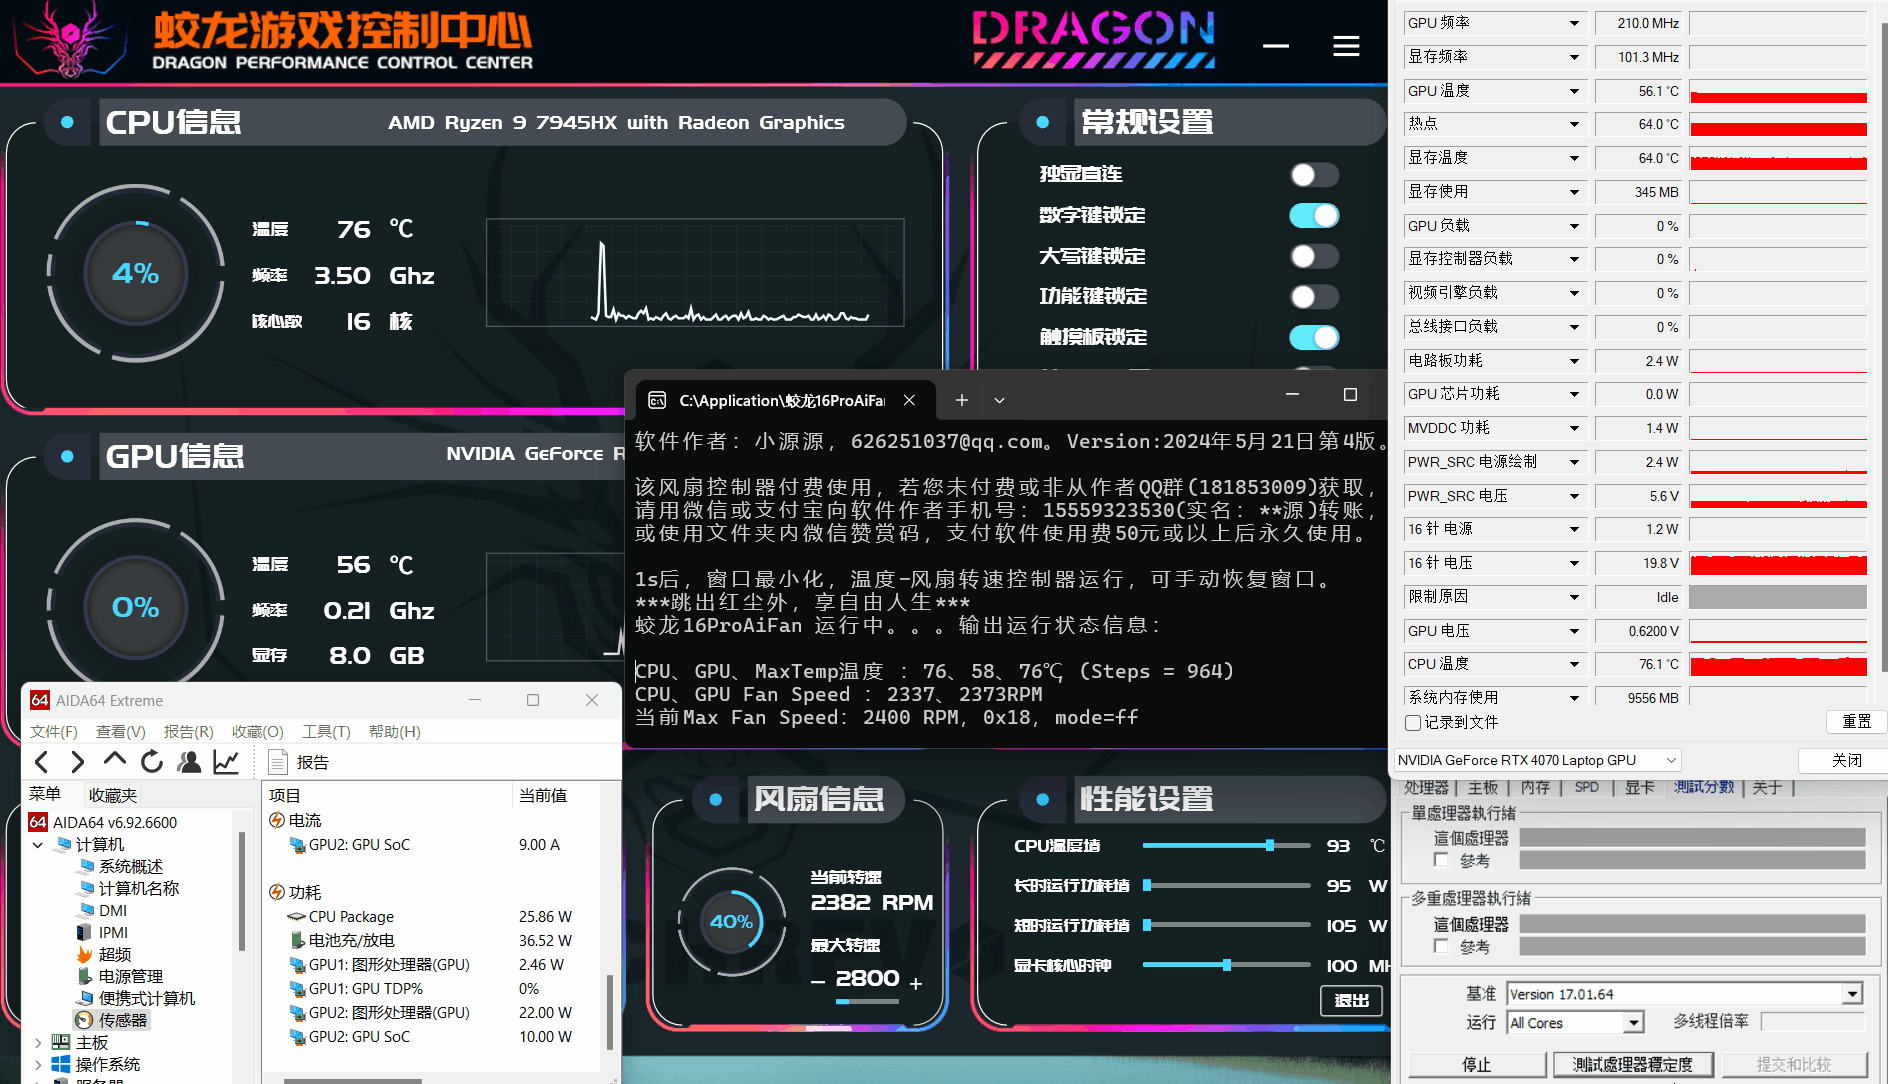 蛟龙游戏控制中心
DRAGON PERFORMANCE CONTROL CENTER
DRAGON
CPU信息
AMD Ryzen 9 7945HX with Radeon Graphics
4%
温度 76 ℃
频率 3.50 Ghz
核心数 16 核
常规设置
独显直连
数字键锁定
大写键锁定
功能键锁定
触摸板锁定
GPU信息
NVIDIA GeForce R
0%
温度 56 ℃
频率 0.21 Ghz
显存 8.0 GB
C:\Application\蛟龙16ProAiFa
软件作者：小源源，626251037@qq.com。Version:2024年5月21日第4版。
该风扇控制器付费使用，若您未付费或非从作者QQ群(181853009)获取，
请用微信或支付宝向软件作者手机号：15559323530(实名：**源)转账，
或使用文件夹内微信赞赏码，支付软件使用费50元或以上后永久使用。
1s后，窗口最小化，温度-风扇转速控制器运行，可手动恢复窗口。
***跳出红尘外，享自由人生***
蛟龙16ProAiFan 运行中。。。输出运行状态信息：
CPU、GPU、MaxTemp温度 ：76、58、76℃，(Steps = 964)
CPU、GPU Fan Speed ：2337、2373RPM
当前Max Fan Speed：2400 RPM，0x18，mode=ff
64 AIDA64 Extreme
文件(F) 查看(V) 报告(R) 收藏(O) 工具(T) 帮助(H)
报告
菜单 收藏夹
64 AIDA64 v6.92.6600
计算机
系统概述
计算机名称
DMI
IPMI
超频
电源管理
便携式计算机
传感器
主板
操作系统
项目 当前值
电流
GPU2: GPU SoC 9.00 A
功耗
CPU Package 25.86 W
电池充/放电 36.52 W
GPU1: 图形处理器(GPU) 2.46 W
GPU1: GPU TDP% 0%
GPU2: 图形处理器(GPU) 22.00 W
GPU2: GPU SoC 10.00 W
风扇信息
40%
当前转速
2382 RPM
最大转速
− 2800 +
性能设置
CPU温度墙 93 ℃
长时运行功耗墙 95 W
短时运行功耗墙 105 W
显卡核心时钟 100 MH
退出
GPU 频率 210.0 MHz
显存频率 101.3 MHz
GPU 温度 56.1 °C
热点 64.0 °C
显存温度 64.0 °C
显存使用 345 MB
GPU 负载 0 %
显存控制器负载 0 %
视频引擎负载 0 %
总线接口负载 0 %
电路板功耗 2.4 W
GPU 芯片功耗 0.0 W
MVDDC 功耗 1.4 W
PWR_SRC 电源绘制 2.4 W
PWR_SRC 电压 5.6 V
16 针 电源 1.2 W
16 针 电压 19.8 V
限制原因 Idle
GPU 电压 0.6200 V
CPU 温度 76.1 °C
系统内存使用 9556 MB
记录到文件 重置
NVIDIA GeForce RTX 4070 Laptop GPU 关闭
处理器 主板 内存 SPD 显卡 測試分數 关于
單處理器執行緒
這個處理器
參考
多重處理器執行緒
這個處理器
參考
基准 Version 17.01.64
运行 All Cores 多线程倍率
停止 測試處理器穩定度 提交和比较